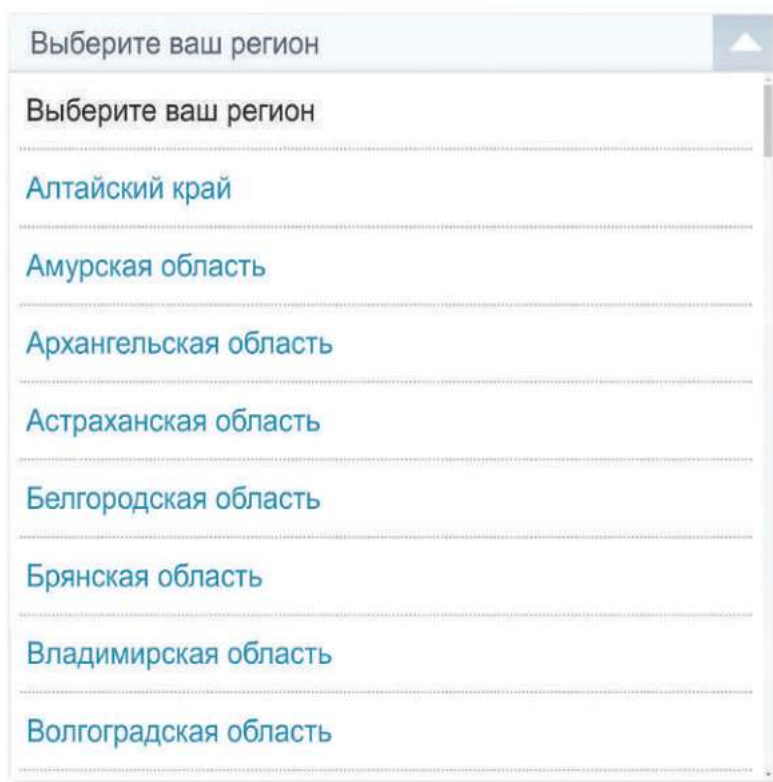 Выберите ваш регион
Выберите ваш регион
Алтайский край
Амурская область
Архангельская область
Астраханская область
Белгородская область
Брянская область
Владимирская область
Волгоградская область